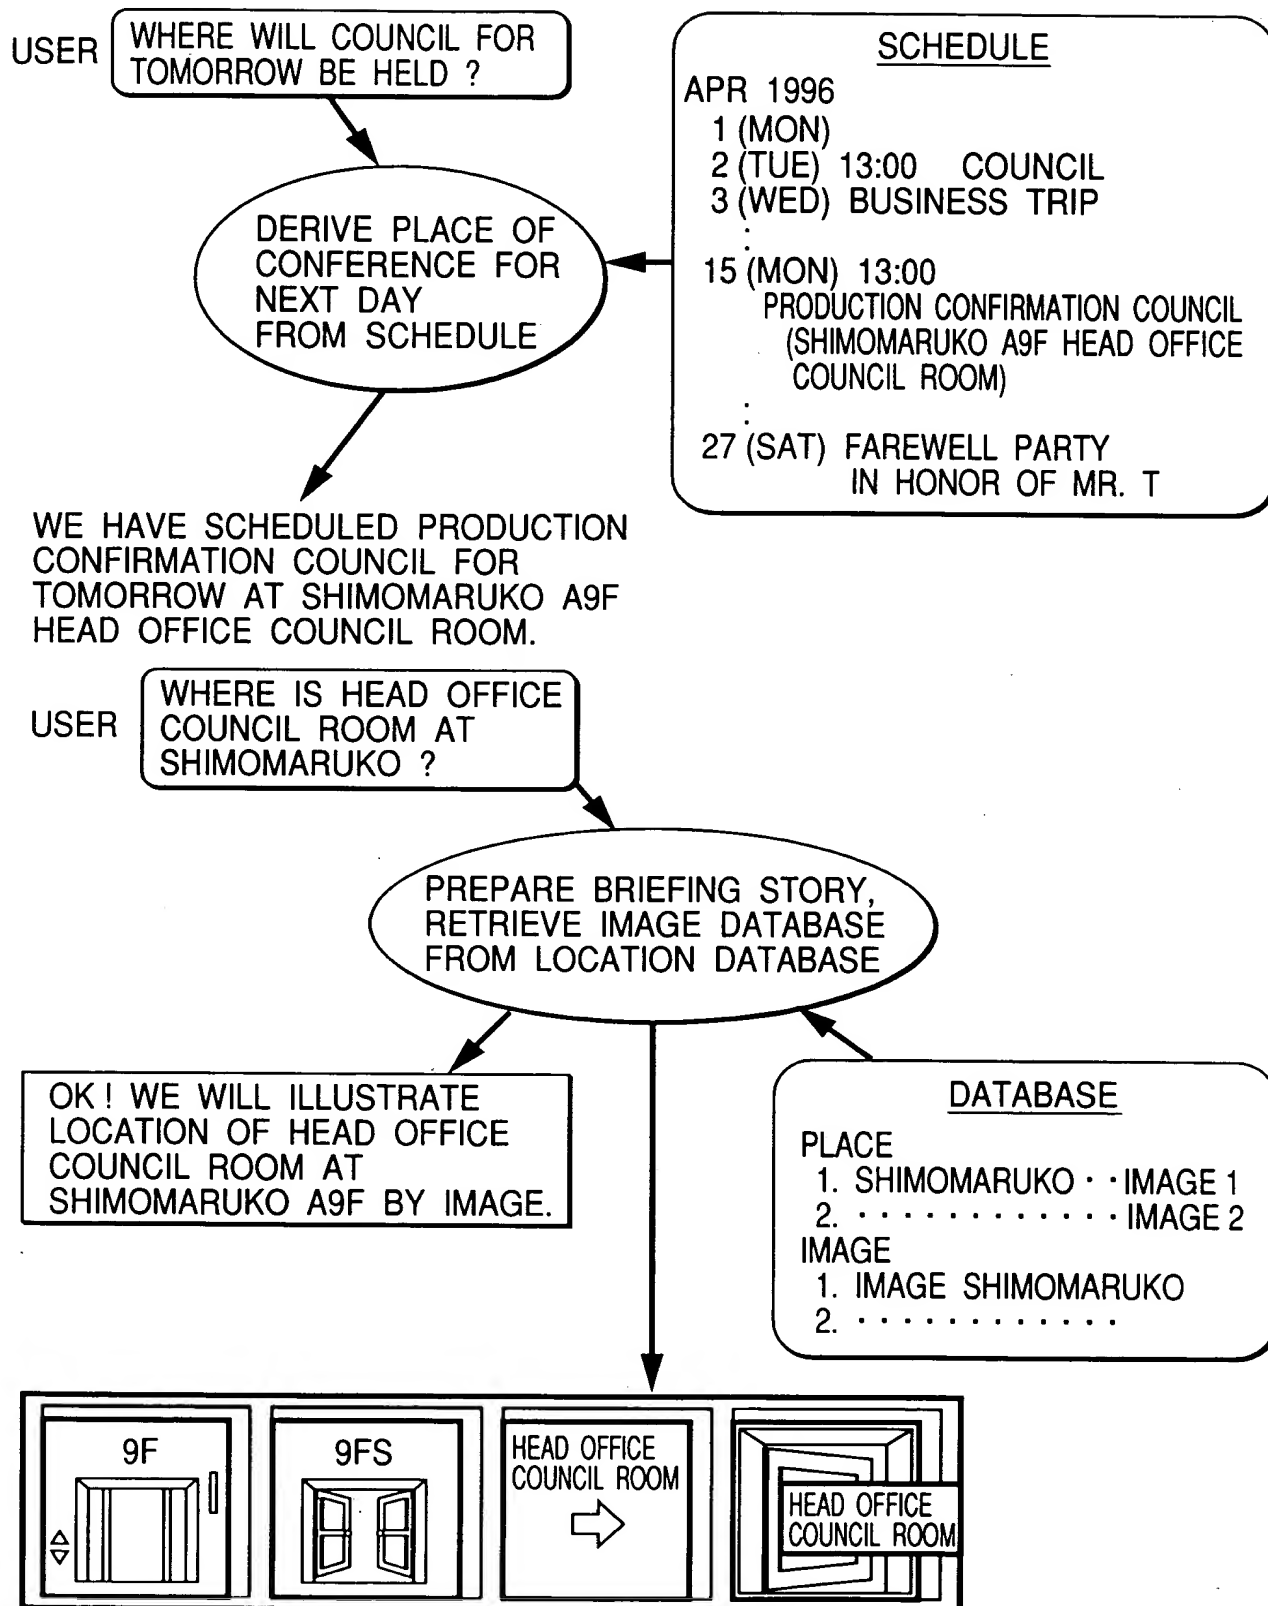 USER
WHERE WILL COUNCIL FOR
TOMORROW BE HELD ?
SCHEDULE
APR 1996
1 (MON)
2 (TUE) 13:00 COUNCIL
3 (WED) BUSINESS TRIP
:
15 (MON) 13:00
PRODUCTION CONFIRMATION COUNCIL
(SHIMOMARUKO A9F HEAD OFFICE
COUNCIL ROOM)
:
27 (SAT) FAREWELL PARTY
IN HONOR OF MR. T
DERIVE PLACE OF
CONFERENCE FOR
NEXT DAY
FROM SCHEDULE
WE HAVE SCHEDULED PRODUCTION
CONFIRMATION COUNCIL FOR
TOMORROW AT SHIMOMARUKO A9F
HEAD OFFICE COUNCIL ROOM.
USER
WHERE IS HEAD OFFICE
COUNCIL ROOM AT
SHIMOMARUKO ?
PREPARE BRIEFING STORY,
RETRIEVE IMAGE DATABASE
FROM LOCATION DATABASE
OK ! WE WILL ILLUSTRATE
LOCATION OF HEAD OFFICE
COUNCIL ROOM AT
SHIMOMARUKO A9F BY IMAGE.
DATABASE
PLACE
1. SHIMOMARUKO · · IMAGE 1
2. · · · · · · · · · · · · IMAGE 2
IMAGE
1. IMAGE SHIMOMARUKO
2. · · · · · · · · · · · ·
9F
9FS
HEAD OFFICE
COUNCIL ROOM
HEAD OFFICE
COUNCIL ROOM